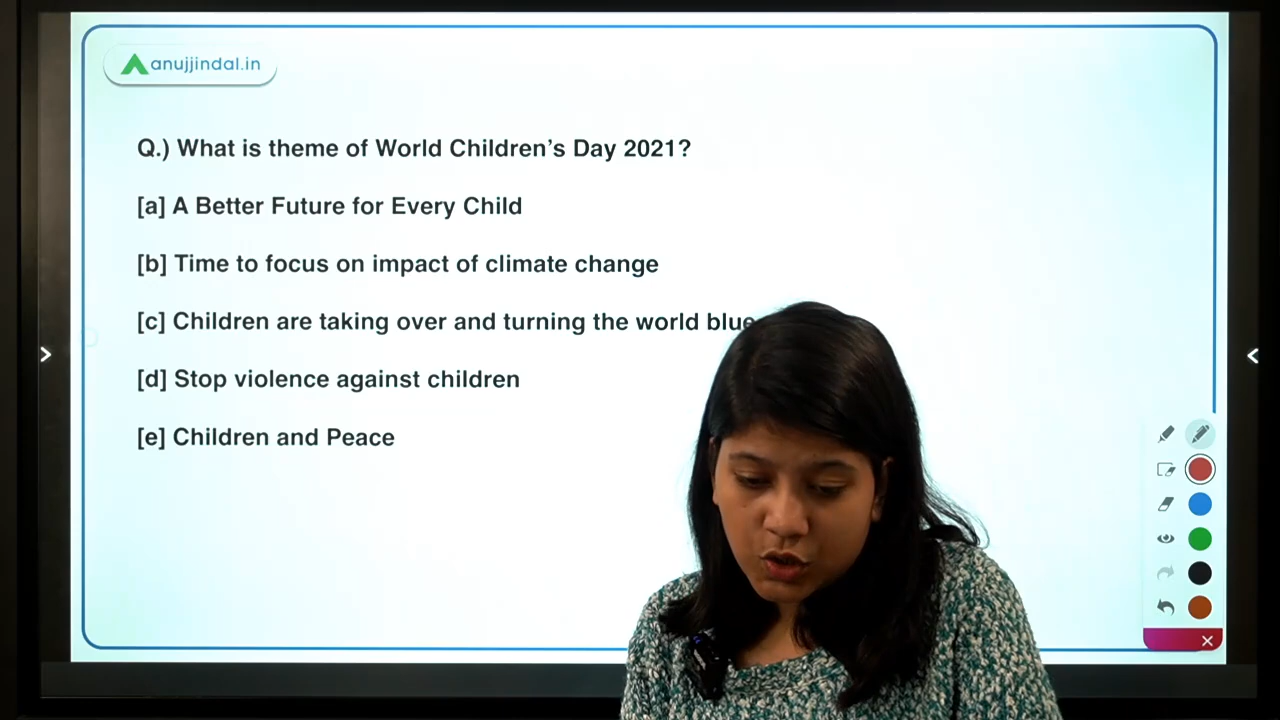 anujjindal.in
Q.) What is theme of World Children’s Day 2021?
[a] A Better Future for Every Child
[b] Time to focus on impact of climate change
[c] Children are taking over and turning the world blue
[d] Stop violence against children
[e] Children and Peace